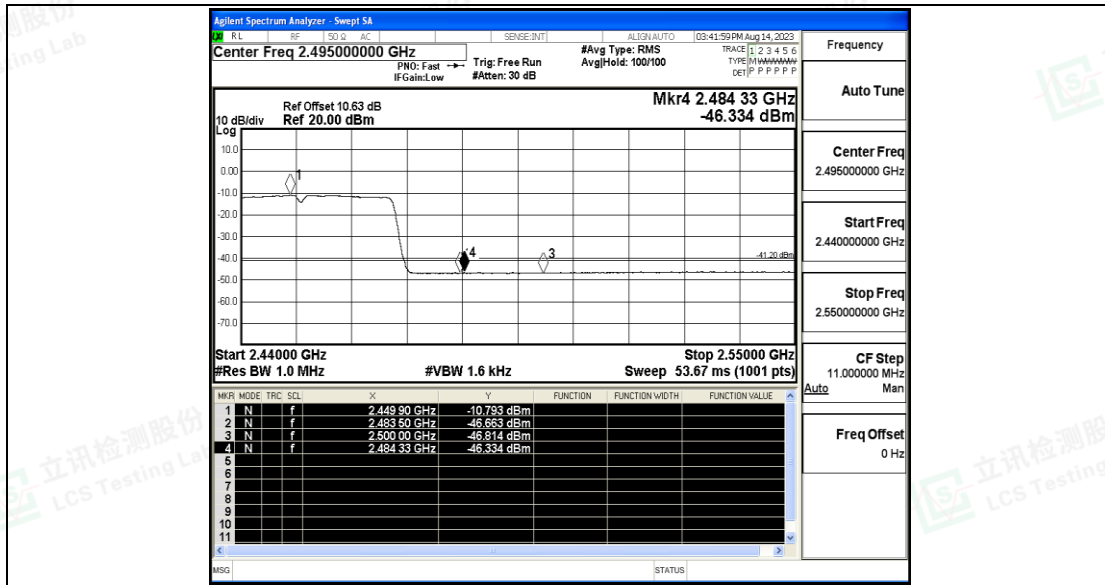 Agilent Spectrum Analyzer - Swept SA
RL RF 50 Ω AC SENSE:INT ALIGN AUTO 03:41:59 PM Aug 14, 2023
Center Freq 2.495000000 GHz
PNO: Fast
IFGain:Low
Trig: Free Run
#Atten: 30 dB
#Avg Type: RMS
Avg|Hold: 100/100
TRACE 1 2 3 4 5 6
TYPE M WWWWW
DET P P P P P P
Ref Offset 10.63 dB
10 dB/div Ref 20.00 dBm
Log
Mkr4 2.484 33 GHz
-46.334 dBm
10.0
0.00
-10.0
-20.0
-30.0
-40.0
-50.0
-60.0
-70.0
1
4
3
-41.20 dBm
Start 2.44000 GHz Stop 2.55000 GHz
#Res BW 1.0 MHz #VBW 1.6 kHz Sweep 53.67 ms (1001 pts)
MKR MODE TRC SCL X Y FUNCTION FUNCTION WIDTH FUNCTION VALUE
1 N f 2.449 90 GHz -10.793 dBm
2 N f 2.483 50 GHz -46.663 dBm
3 N f 2.500 00 GHz -46.814 dBm
4 N f 2.484 33 GHz -46.334 dBm
5
6
7
8
9
10
11
MSG STATUS
Frequency
Auto Tune
Center Freq
2.495000000 GHz
Start Freq
2.440000000 GHz
Stop Freq
2.550000000 GHz
CF Step
11.000000 MHz
Auto Man
Freq Offset
0 Hz
立讯检测股份
LCS Testing Lab
立讯检测股
LCS Testing